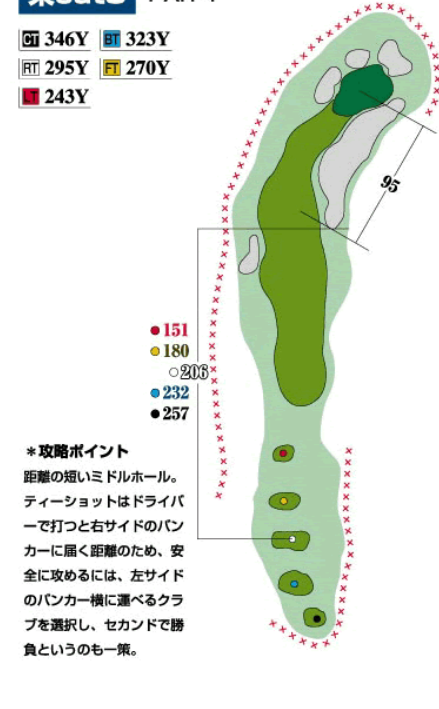 CT 346Y BT 323Y
RT 295Y FT 270Y
LT 243Y
95
151
180
206
232
257
＊攻略ポイント
距離の短いミドルホール。
ティーショットはドライバ
ーで打つと右サイドのバン
カーに届く距離のため、安
全に攻めるには、左サイド
のバンカー横に運べるクラ
ブを選択し、セカンドで勝
負というのも一策。